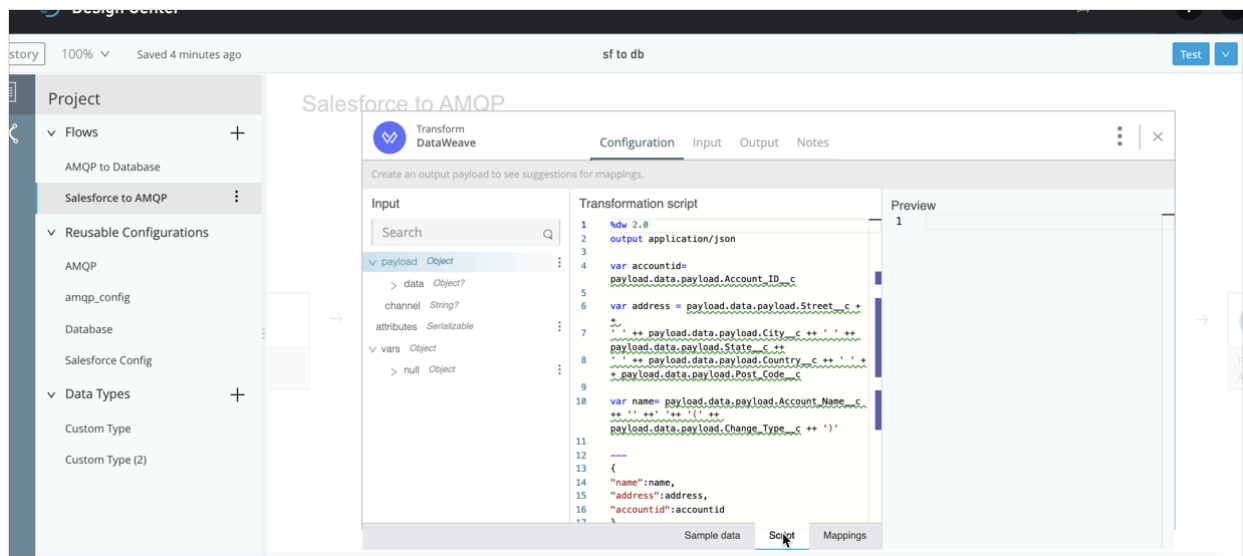 Design Center
story 100% Saved 4 minutes ago sf to db Test
Project
Flows
AMQP to Database
Salesforce to AMQP
Reusable Configurations
AMQP
amqp_config
Database
Salesforce Config
Data Types
Custom Type
Custom Type (2)
Salesforce to AMQP
Transform
DataWeave
Configuration Input Output Notes
Create an output payload to see suggestions for mappings.
Input
Search
payload Object
data Object?
channel String?
attributes Serializable
vars Object
null Object
Transformation script
1 %dw 2.0
2 output application/json
3
4 var accountid=
payload.data.payload.Account_ID__c
5
6 var address = payload.data.payload.Street__c +
+
7 ' ' ++ payload.data.payload.City__c ++ ' ' ++
payload.data.payload.State__c ++
8 ' ' ++ payload.data.payload.Country__c ++ ' ' +
+ payload.data.payload.Post_Code__c
9
10 var name= payload.data.payload.Account_Name__c
++ '' ++' '++ '(' ++
payload.data.payload.Change_Type__c ++ ')'
11
12 ---
13 {
14 "name":name,
15 "address":address,
16 "accountid":accountid
17 }
Preview
1
Sample data Script Mappings